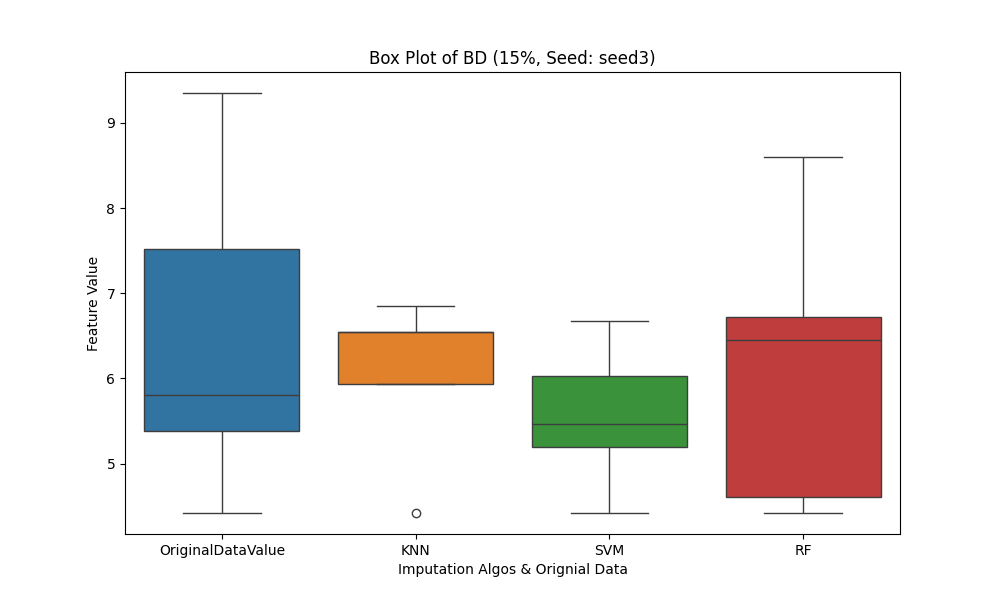 Box Plot of BD (15%, Seed: seed3)
Feature Value
9
8
7
6
5
OriginalDataValue KNN SVM RF
Imputation Algos & Orignial Data